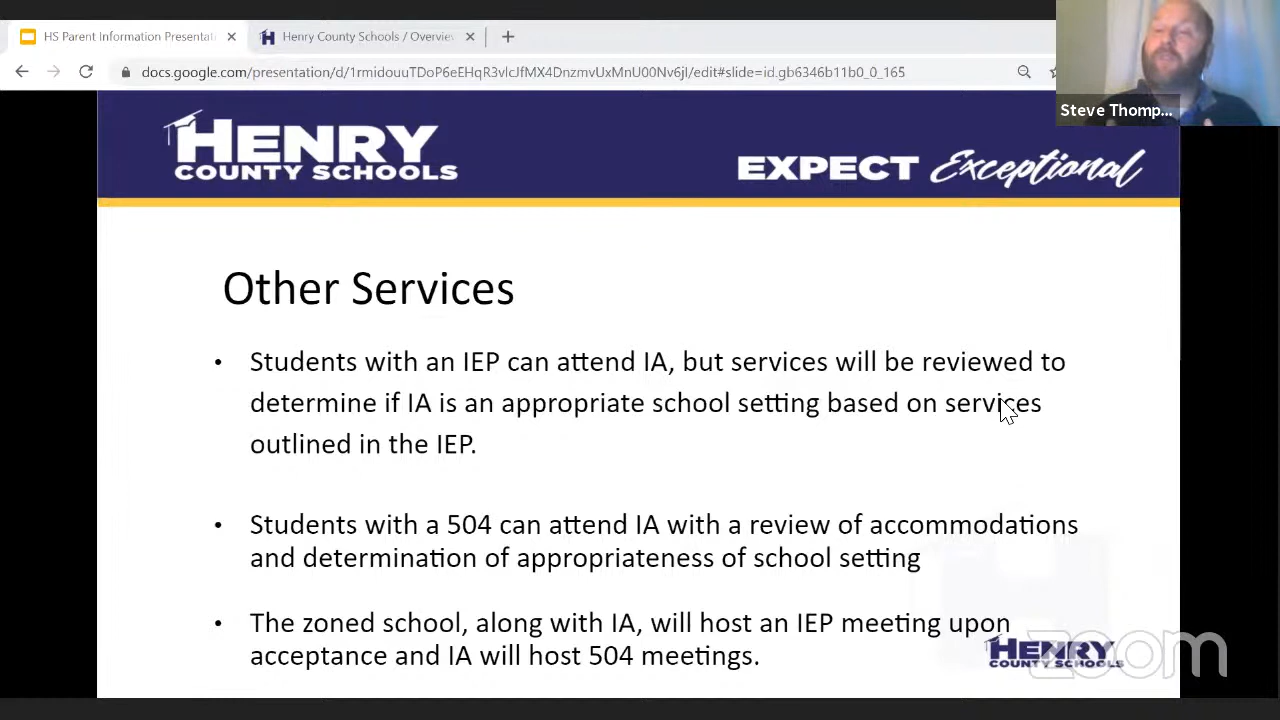 HS Parent Information Presentat
Henry County Schools / Overvie
docs.google.com/presentation/d/1rmidouuTDoP6eEHqR3vlcJfMX4DnzmvUxMnU00Nv6jI/edit#slide=id.gb6346b11b0_0_165
Steve Thomp...
HENRY
COUNTY SCHOOLS
EXPECT Exceptional
Other Services
• Students with an IEP can attend IA, but services will be reviewed to
determine if IA is an appropriate school setting based on services
outlined in the IEP.
• Students with a 504 can attend IA with a review of accommodations
and determination of appropriateness of school setting
• The zoned school, along with IA, will host an IEP meeting upon
acceptance and IA will host 504 meetings.
HENRY
COUNTY SCHOOLS
zoom